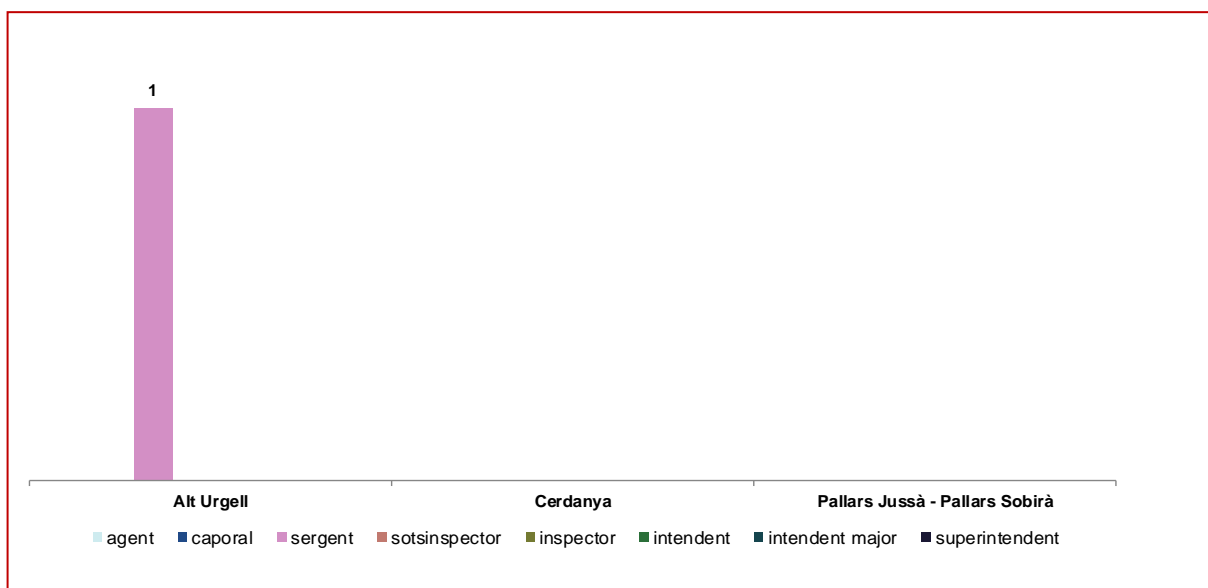 1
Alt Urgell Cerdanya Pallars Jussà - Pallars Sobirà
agent caporal sergent sotsinspector inspector intendent intendent major superintendent